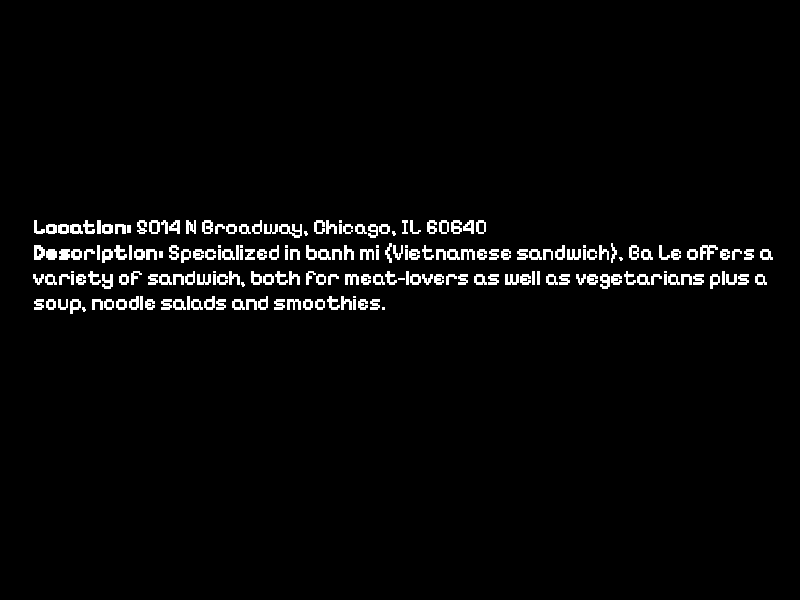 Location: 5014 N Broadway, Chicago, IL 60640
Description: Specialized in banh mi (Vietnamese sandwich), Ba Le offers a
variety of sandwich, both for meat-lovers as well as vegetarians plus a
soup, noodle salads and smoothies.